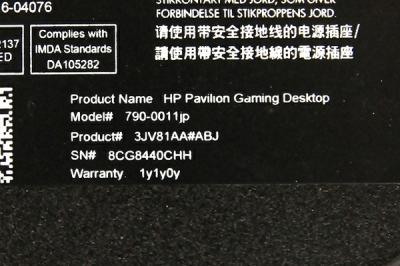 6-04076
STIKKONTAKT MED JORD, SOM GIVER
FORBINDELSE TIL STIKPROPPENS JORD.
请使用带安全接地线的电源插座/
請使用帶安全接地線的電源插座
2137
ED
Complies with
IMDA Standards
DA105282
Product Name HP Pavilion Gaming Desktop
Model# 790-0011jp
Product# 3JV81AA#ABJ
SN# 8CG8440CHH
Warranty 1y1y0y